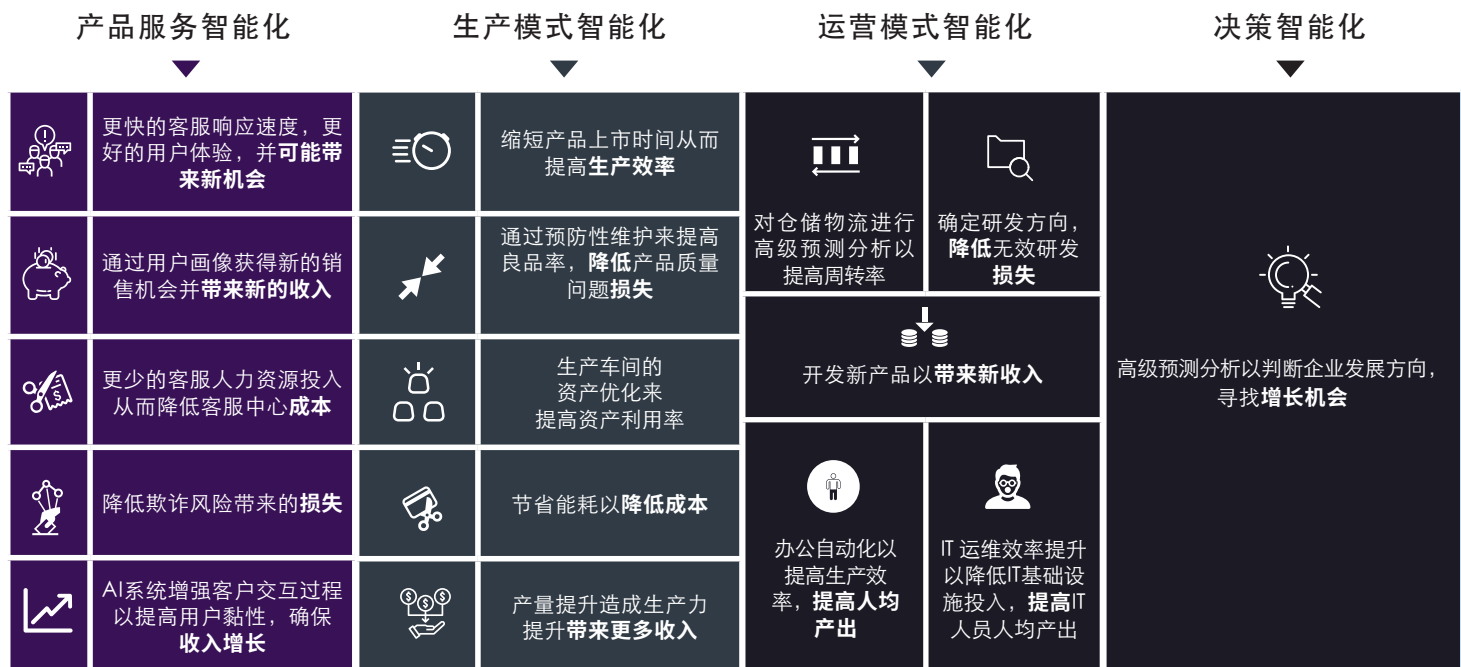 产品服务智能化
更快的客服响应速度，更
好的用户体验，并可能带
来新机会
通过用户画像获得新的销
售机会并带来新的收入
更少的客服人力资源投入
从而降低客服中心成本
降低欺诈风险带来的损失
AI系统增强客户交互过程
以提高用户黏性，确保
收入增长
生产模式智能化
缩短产品上市时间从而
提高生产效率
通过预防性维护来提高
良品率，降低产品质量
问题损失
生产车间的
资产优化来
提高资产利用率
节省能耗以降低成本
产量提升造成生产力
提升带来更多收入
运营模式智能化
对仓储物流进行
高级预测分析以
提高周转率
确定研发方向，
降低无效研发
损失
开发新产品以带来新收入
办公自动化以
提高生产效
率，提高人均
产出
IT 运维效率提升
以降低IT基础设
施投入，提高IT
人员人均产出
决策智能化
高级预测分析以判断企业发展方向，
寻找增长机会